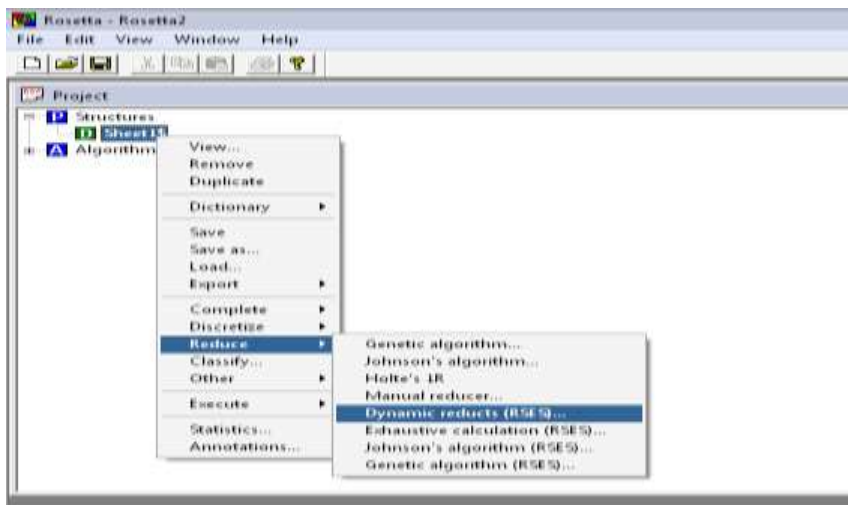 Rosetta - Rosetta2
File Edit View Window Help
Project
P Structures
D Sheet1$
A Algorithm
View...
Remove
Duplicate
Dictionary
Save
Save as...
Load...
Export
Complete
Discretize
Reduce
Classify...
Other
Execute
Statistics...
Annotations...
Genetic algorithm...
Johnson's algorithm...
Holte's 1R
Manual reducer...
Dynamic reducts (RSES)...
Exhaustive calculation (RSES)...
Johnson's algorithm (RSES)...
Genetic algorithm (RSES)...